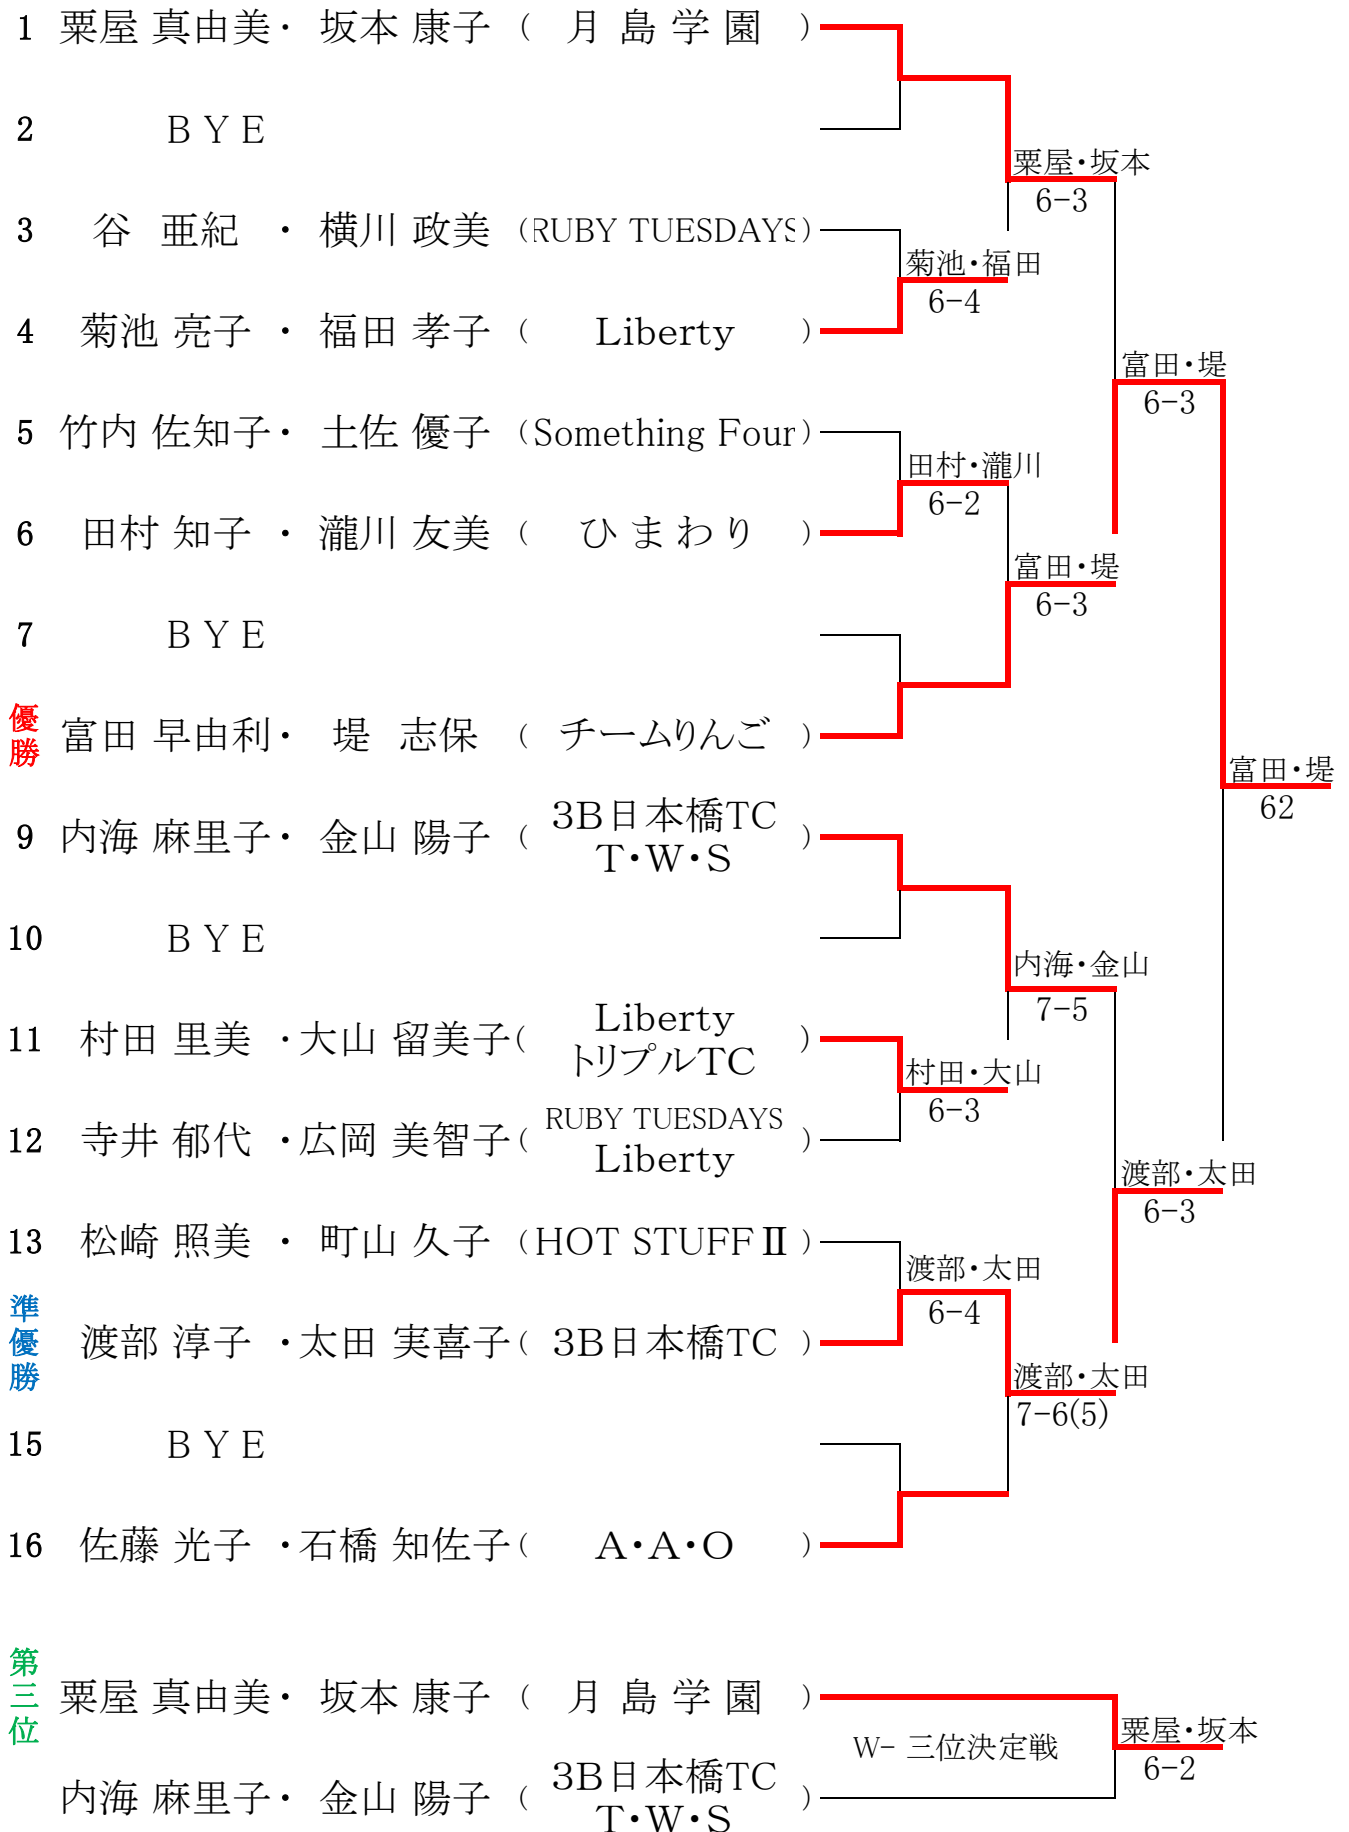 1 粟屋 真由美・ 坂本 康子 ( 月島学園 )
2 BYE
粟屋・坂本
6-3
3 谷 亜紀 ・ 横川 政美 (RUBY TUESDAYS)
菊池・福田
6-4
4 菊池 亮子 ・ 福田 孝子 ( Liberty )
富田・堤
6-3
5 竹内 佐知子・ 土佐 優子 (Something Four)
田村・瀧川
6-2
6 田村 知子 ・ 瀧川 友美 ( ひまわり )
富田・堤
6-3
7 BYE
優勝 富田 早由利・ 堤 志保 ( チームりんご )
富田・堤
62
9 内海 麻里子・ 金山 陽子 ( 3B日本橋TC
T・W・S )
10 BYE
内海・金山
7-5
11 村田 里美 ・大山 留美子( Liberty
トリプルTC )
村田・大山
6-3
12 寺井 郁代 ・広岡 美智子( RUBY TUESDAYS
Liberty )
渡部・太田
6-3
13 松崎 照美 ・ 町山 久子 (HOT STUFFⅡ)
渡部・太田
6-4
準優勝 渡部 淳子 ・太田 実喜子( 3B日本橋TC )
渡部・太田
7-6(5)
15 BYE
16 佐藤 光子 ・石橋 知佐子( A・A・O )
第三位 粟屋 真由美・ 坂本 康子 ( 月島学園 )
W- 三位決定戦
粟屋・坂本
6-2
内海 麻里子・ 金山 陽子 ( 3B日本橋TC
T・W・S )